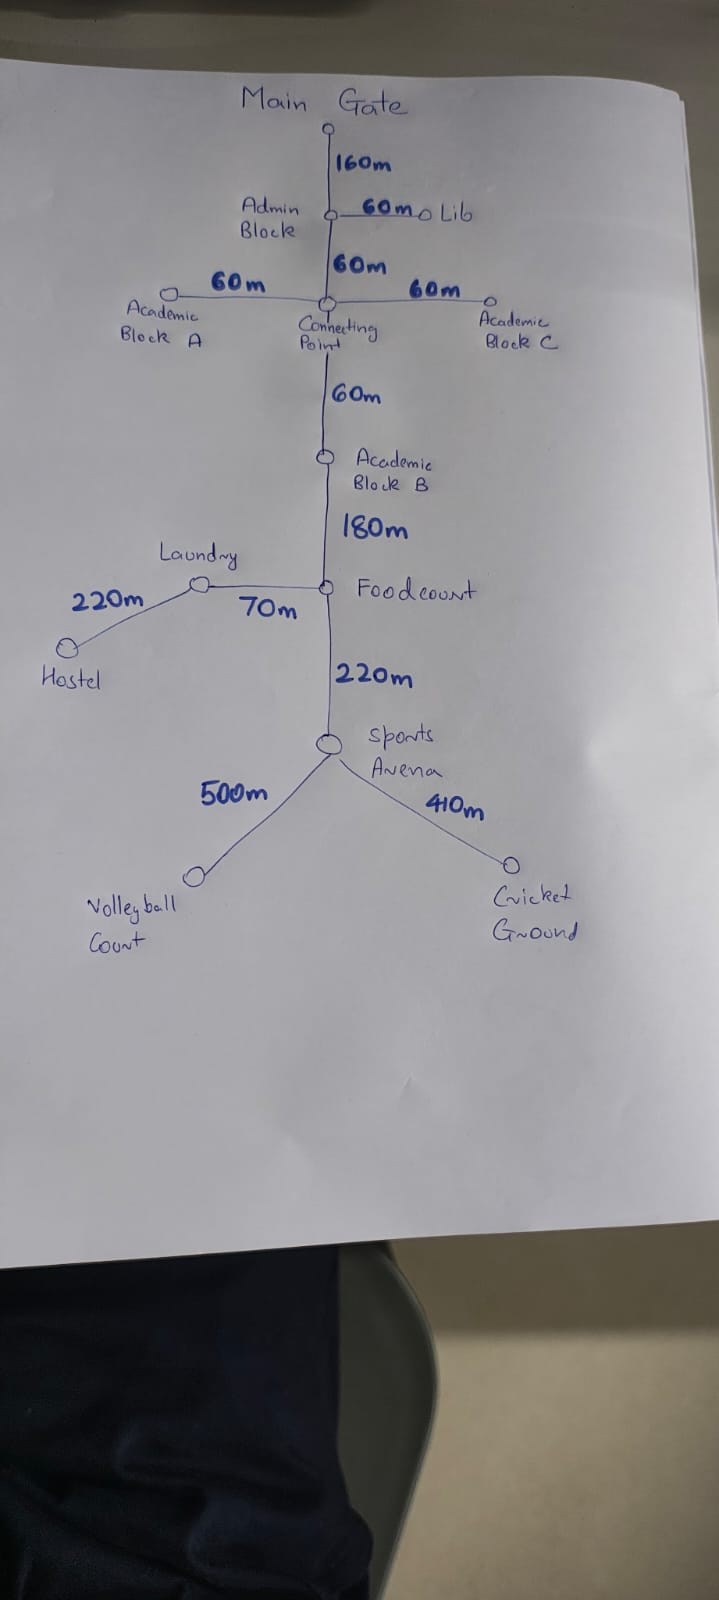 Main Gate
160m
Admin
Block
60m
Lib
60m
60m
60m
Academic
Block A
Connecting
Point
Academic
Block C
60m
Academic
Block B
180m
Laundry
Foodcourt
220m
70m
Hostel
220m
Sports
Arena
500m
410m
Volleyball
Court
Cricket
Ground